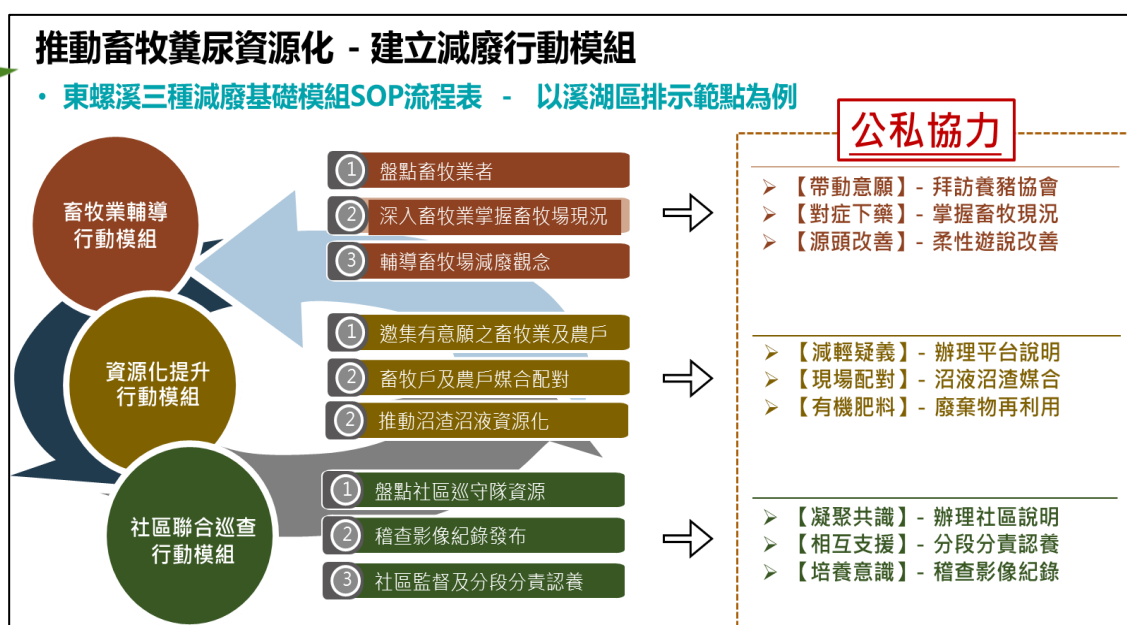 推動畜牧糞尿資源化 - 建立減廢行動模組
• 東螺溪三種減廢基礎模組SOP流程表 - 以溪湖區排示範點為例
公私協力
畜牧業輔導
行動模組
1 盤點畜牧業者
2 深入畜牧業掌握畜牧場現況
3 輔導畜牧場減廢觀念
➢ 【帶動意願】- 拜訪養豬協會
➢ 【對症下藥】- 掌握畜牧現況
➢ 【源頭改善】- 柔性遊說改善
資源化提升
行動模組
1 邀集有意願之畜牧業及農戶
2 畜牧戶及農戶媒合配對
2 推動沼渣沼液資源化
➢ 【減輕疑義】- 辦理平台說明
➢ 【現場配對】- 沼液沼渣媒合
➢ 【有機肥料】- 廢棄物再利用
社區聯合巡查
行動模組
1 盤點社區巡守隊資源
2 稽查影像紀錄發布
3 社區監督及分段分責認養
➢ 【凝聚共識】- 辦理社區說明
➢ 【相互支援】- 分段分責認養
➢ 【培養意識】- 稽查影像紀錄